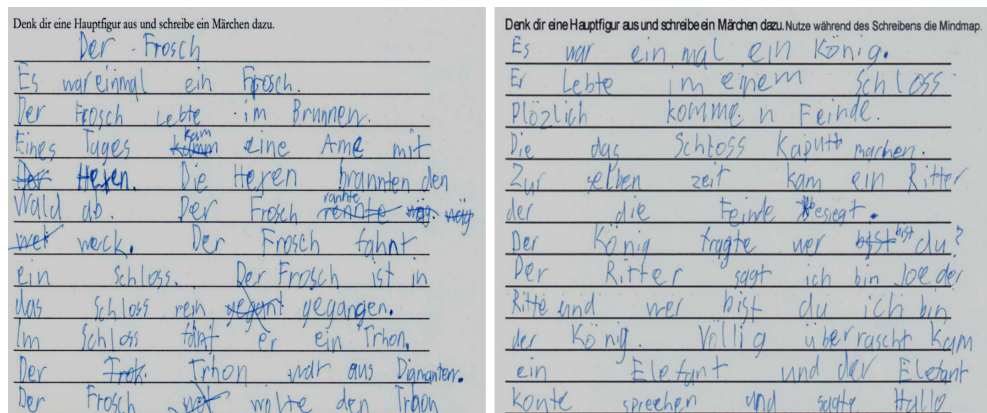 Denk dir eine Hauptfigur aus und schreibe ein Märchen dazu.
Der Frosch
Es war einmal ein Frosch.
Der Frosch Lebte im Brunnen.
Eines Tages kam eine Ame mit
Hexen. Die Hexen brannten den
Wald ab. Der Frosch rannte
weck. Der Frosch fahnt
ein Schloss. Der Frosch ist in
das Schloss rein gegangen.
Im Schloss fant er ein Trhon.
Der Trhon war aus Diamanten.
Der Frosch wolte den Trhon
Denk dir eine Hauptfigur aus und schreibe ein Märchen dazu. Nutze während des Schreibens die Mindmap.
Es war ein mal ein König.
Er Lebte im einem Schloss
Plözlich komme n Feinde.
Die das Schloss Kaputt machen.
Zur selben zeit kam ein Ritter
der die Feinde besiegt.
Der König fragte wer bist du?
Der Ritter sagt ich bin Joe der
Ritte und wer bist du ich bin
der König. Völlig überrascht Kam
ein Elefant und der Elefant
konte sprechen und sagte Hallo